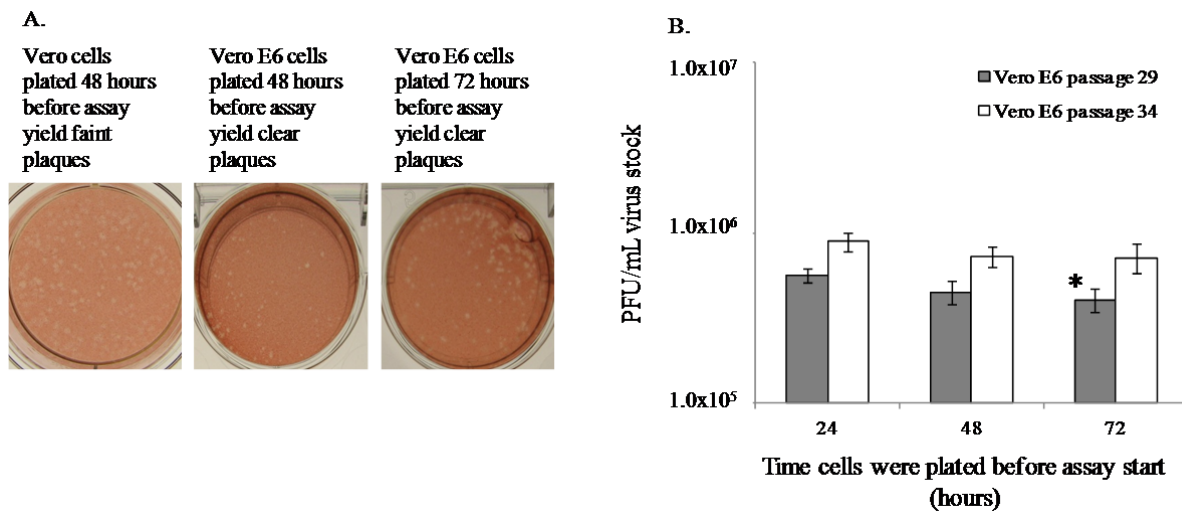 A.
Vero cells
plated 48 hours
before assay
yield faint
plaques
Vero E6 cells
plated 48 hours
before assay
yield clear
plaques
Vero E6 cells
plated 72 hours
before assay
yield clear
plaques
B.
1.0x10⁷
1.0x10⁶
1.0x10⁵
PFU/mL virus stock
Vero E6 passage 29
Vero E6 passage 34
*
24 48 72
Time cells were plated before assay start
(hours)